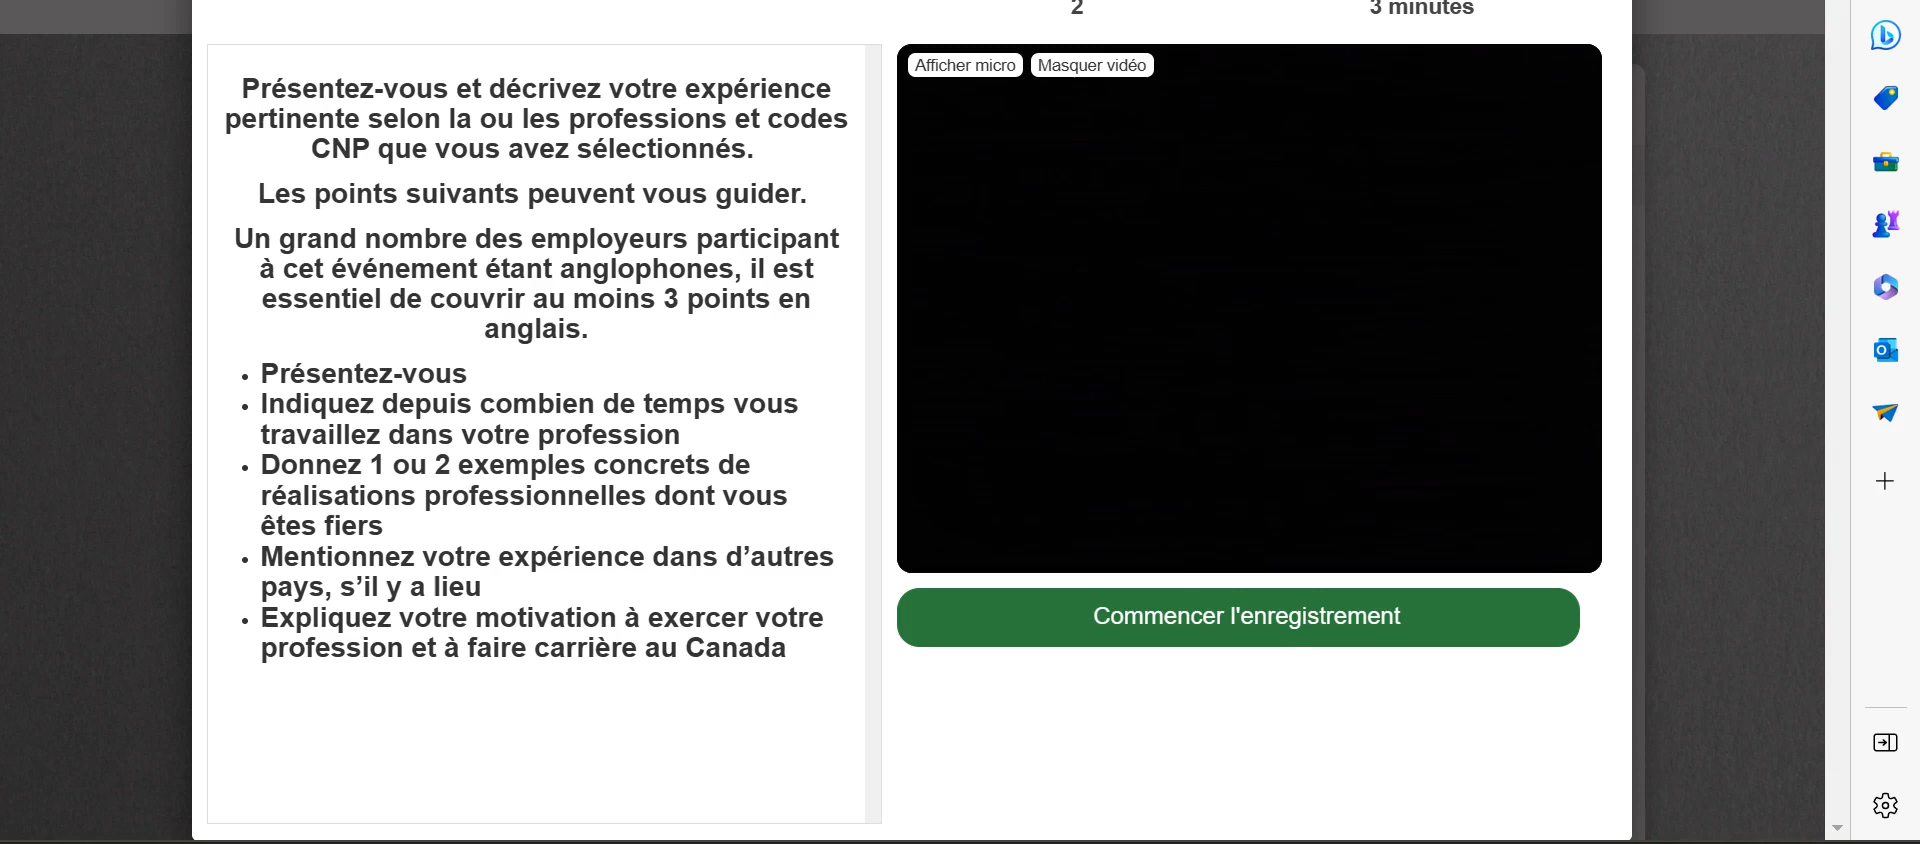 2
3 minutes
Présentez-vous et décrivez votre expérience
pertinente selon la ou les professions et codes
CNP que vous avez sélectionnés.
Les points suivants peuvent vous guider.
Un grand nombre des employeurs participant
à cet événement étant anglophones, il est
essentiel de couvrir au moins 3 points en
anglais.
• Présentez-vous
• Indiquez depuis combien de temps vous
travaillez dans votre profession
• Donnez 1 ou 2 exemples concrets de
réalisations professionnelles dont vous
êtes fiers
• Mentionnez votre expérience dans d’autres
pays, s’il y a lieu
• Expliquez votre motivation à exercer votre
profession et à faire carrière au Canada
Afficher micro
Masquer vidéo
Commencer l'enregistrement